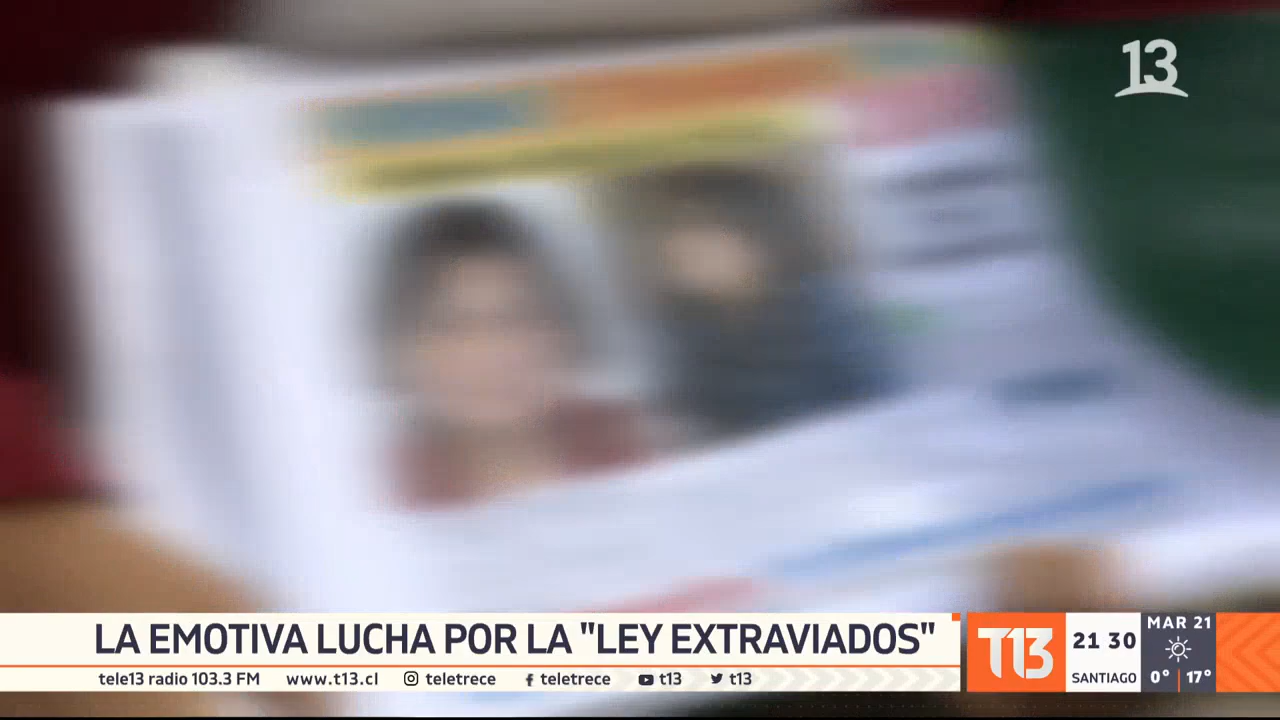 13
LA EMOTIVA LUCHA POR LA "LEY EXTRAVIADOS"
tele13 radio 103.3 FM www.t13.cl teletrece teletrece t13 t13
T13
21 30
SANTIAGO
MAR 21
0° 17°